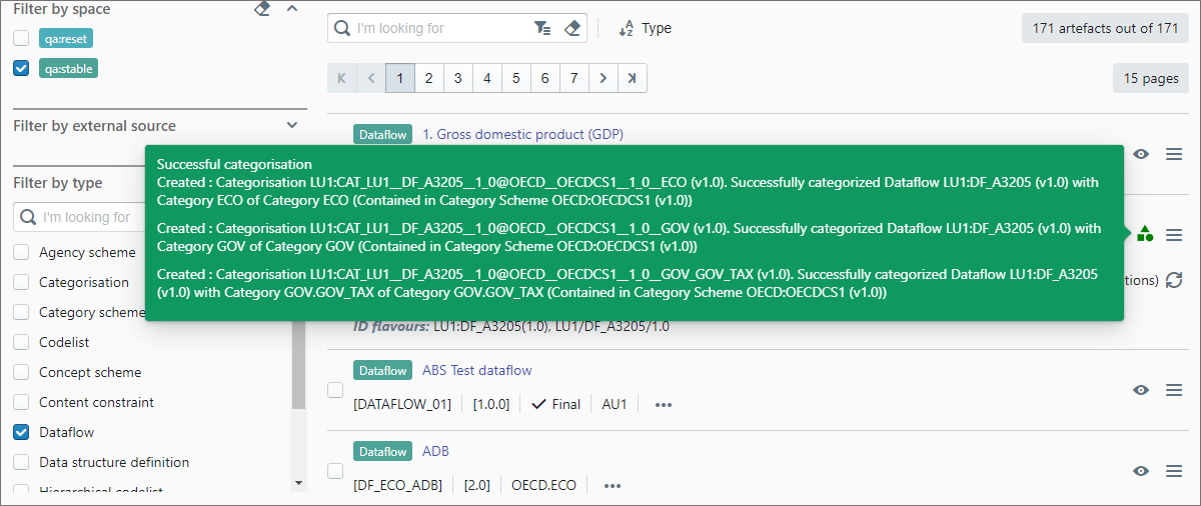 Filter by space
qa:reset
qa:stable
Filter by external source
Filter by type
I'm looking for
Agency scheme
Categorisation
Category scheme
Codelist
Concept scheme
Content constraint
Dataflow
Data structure definition
Hierarchical codelist
I'm looking for
A
Z
Type
171 artefacts out of 171
1 2 3 4 5 6 7
15 pages
Dataflow 1. Gross domestic product (GDP)
Successful categorisation
Created : Categorisation LU1:CAT_LU1__DF_A3205__1_0@OECD__OECDCS1__1_0__ECO (v1.0). Successfully categorized Dataflow LU1:DF_A3205 (v1.0) with
Category ECO of Category ECO (Contained in Category Scheme OECD:OECDCS1 (v1.0))
Created : Categorisation LU1:CAT_LU1__DF_A3205__1_0@OECD__OECDCS1__1_0__GOV (v1.0). Successfully categorized Dataflow LU1:DF_A3205 (v1.0) with
Category GOV of Category GOV (Contained in Category Scheme OECD:OECDCS1 (v1.0))
Created : Categorisation LU1:CAT_LU1__DF_A3205__1_0@OECD__OECDCS1__1_0__GOV_GOV_TAX (v1.0). Successfully categorized Dataflow LU1:DF_A3205
(v1.0) with Category GOV.GOV_TAX of Category GOV.GOV_TAX (Contained in Category Scheme OECD:OECDCS1 (v1.0))
tions)
ID flavours: LU1:DF_A3205(1.0), LU1/DF_A3205/1.0
Dataflow ABS Test dataflow
[DATAFLOW_01] [1.0.0] Final AU1 •••
Dataflow ADB
[DF_ECO_ADB] [2.0] OECD.ECO •••